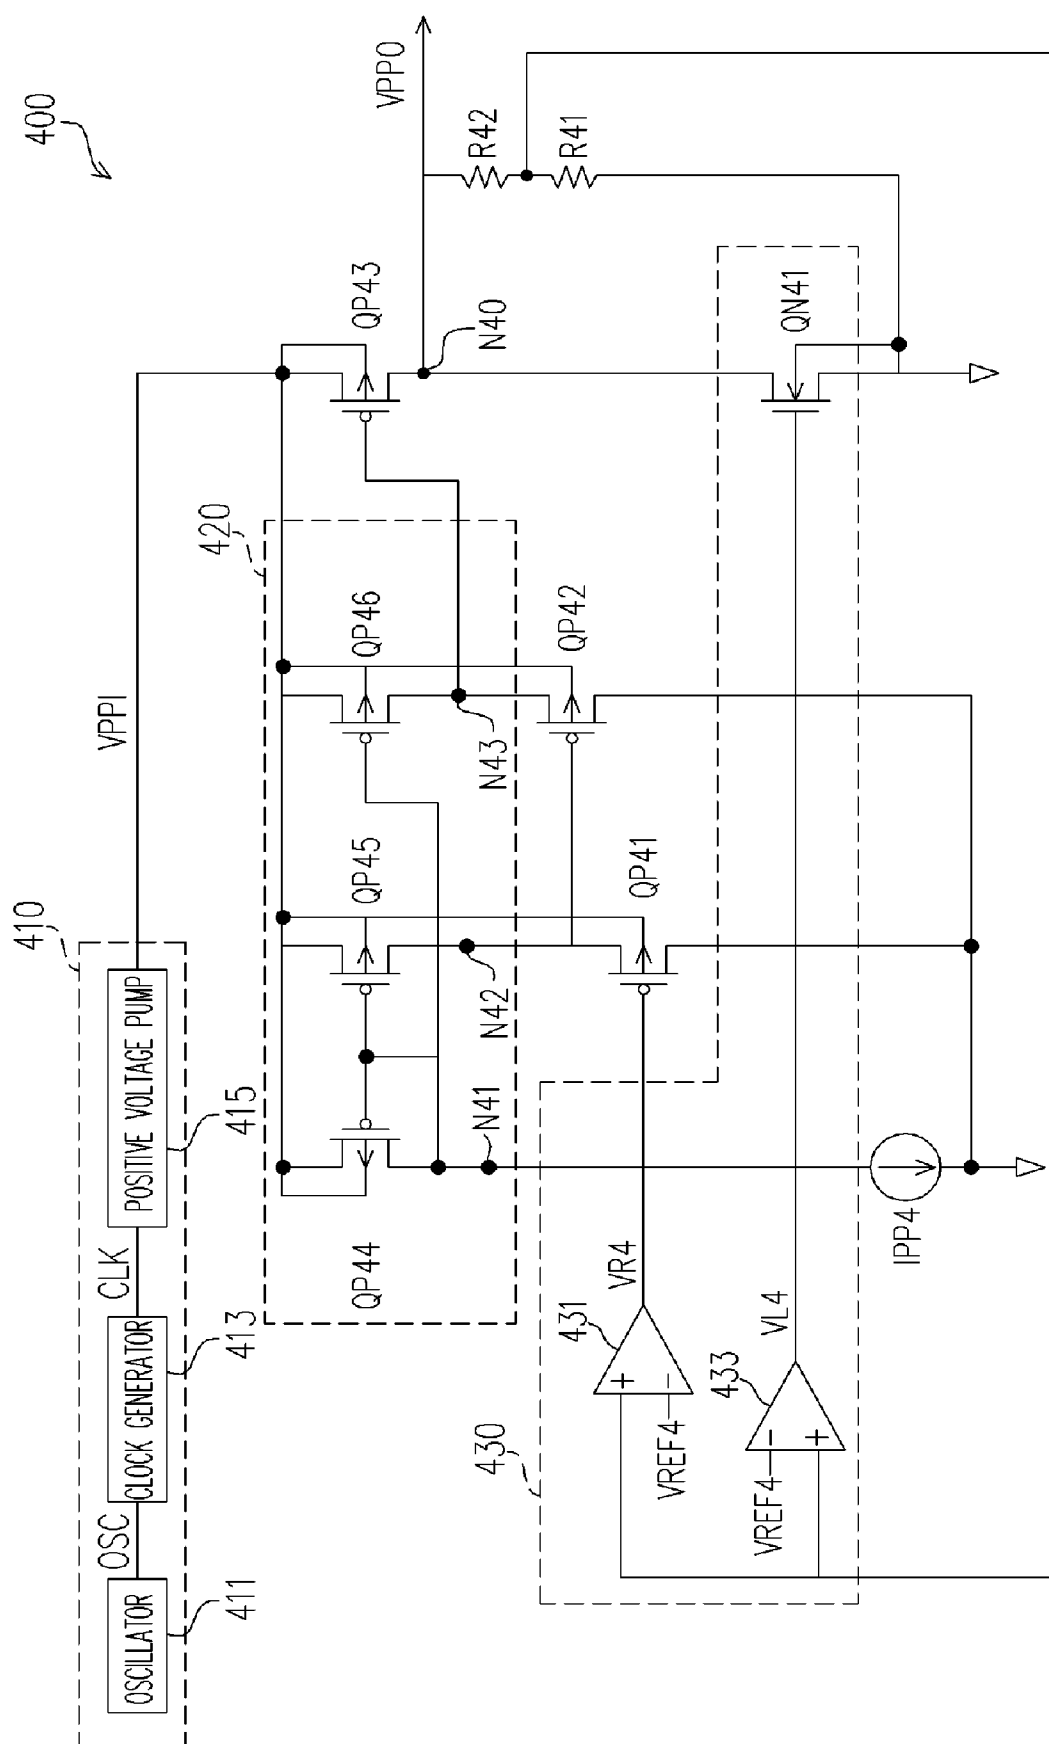 400
410
OSCILLATOR
411
OSC
CLOCK GENERATOR
413
CLK
POSITIVE VOLTAGE PUMP
415
VPPI
420
QP44
QP45
QP46
QP43
N41
N42
N43
N40
VPPO
R42
R41
QP41
QP42
QN41
430
431
VR4
VREF4
+
-
433
VL4
VREF4
-
+
IPP4